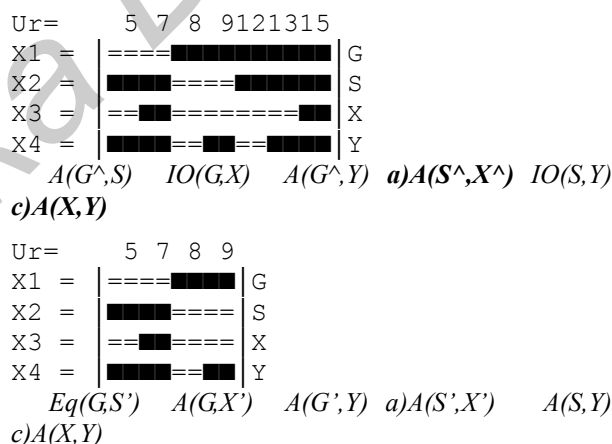 Ur= 5 7 8 9121315
X1 = |====██████████|G
X2 = |████====██████|S
X3 = |==██========██|X
X4 = |████==██==████|Y
A(G^,S) IO(G,X) A(G^,Y) a)A(S^,X^) IO(S,Y)
c)A(X,Y)
Ur= 5 7 8 9
X1 = |====████|G
X2 = |████====|S
X3 = |==██====|X
X4 = |████==██|Y
Eq(G,S’) A(G,X’) A(G’,Y) a)A(S’,X’) A(S,Y)
c)A(X,Y)